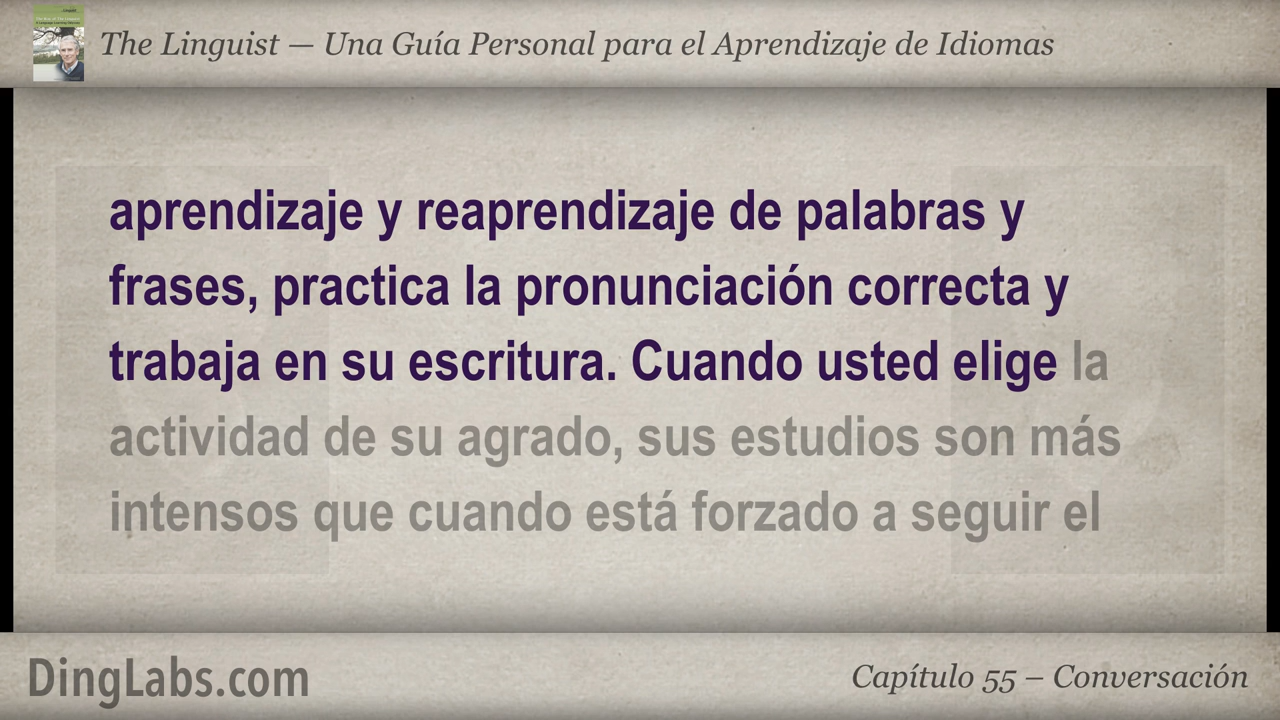 The Linguist — Una Guía Personal para el Aprendizaje de Idiomas
aprendizaje y reaprendizaje de palabras y
frases, practica la pronunciación correcta y
trabaja en su escritura. Cuando usted elige la
actividad de su agrado, sus estudios son más
intensos que cuando está forzado a seguir el
DingLabs.com
Capítulo 55 – Conversación